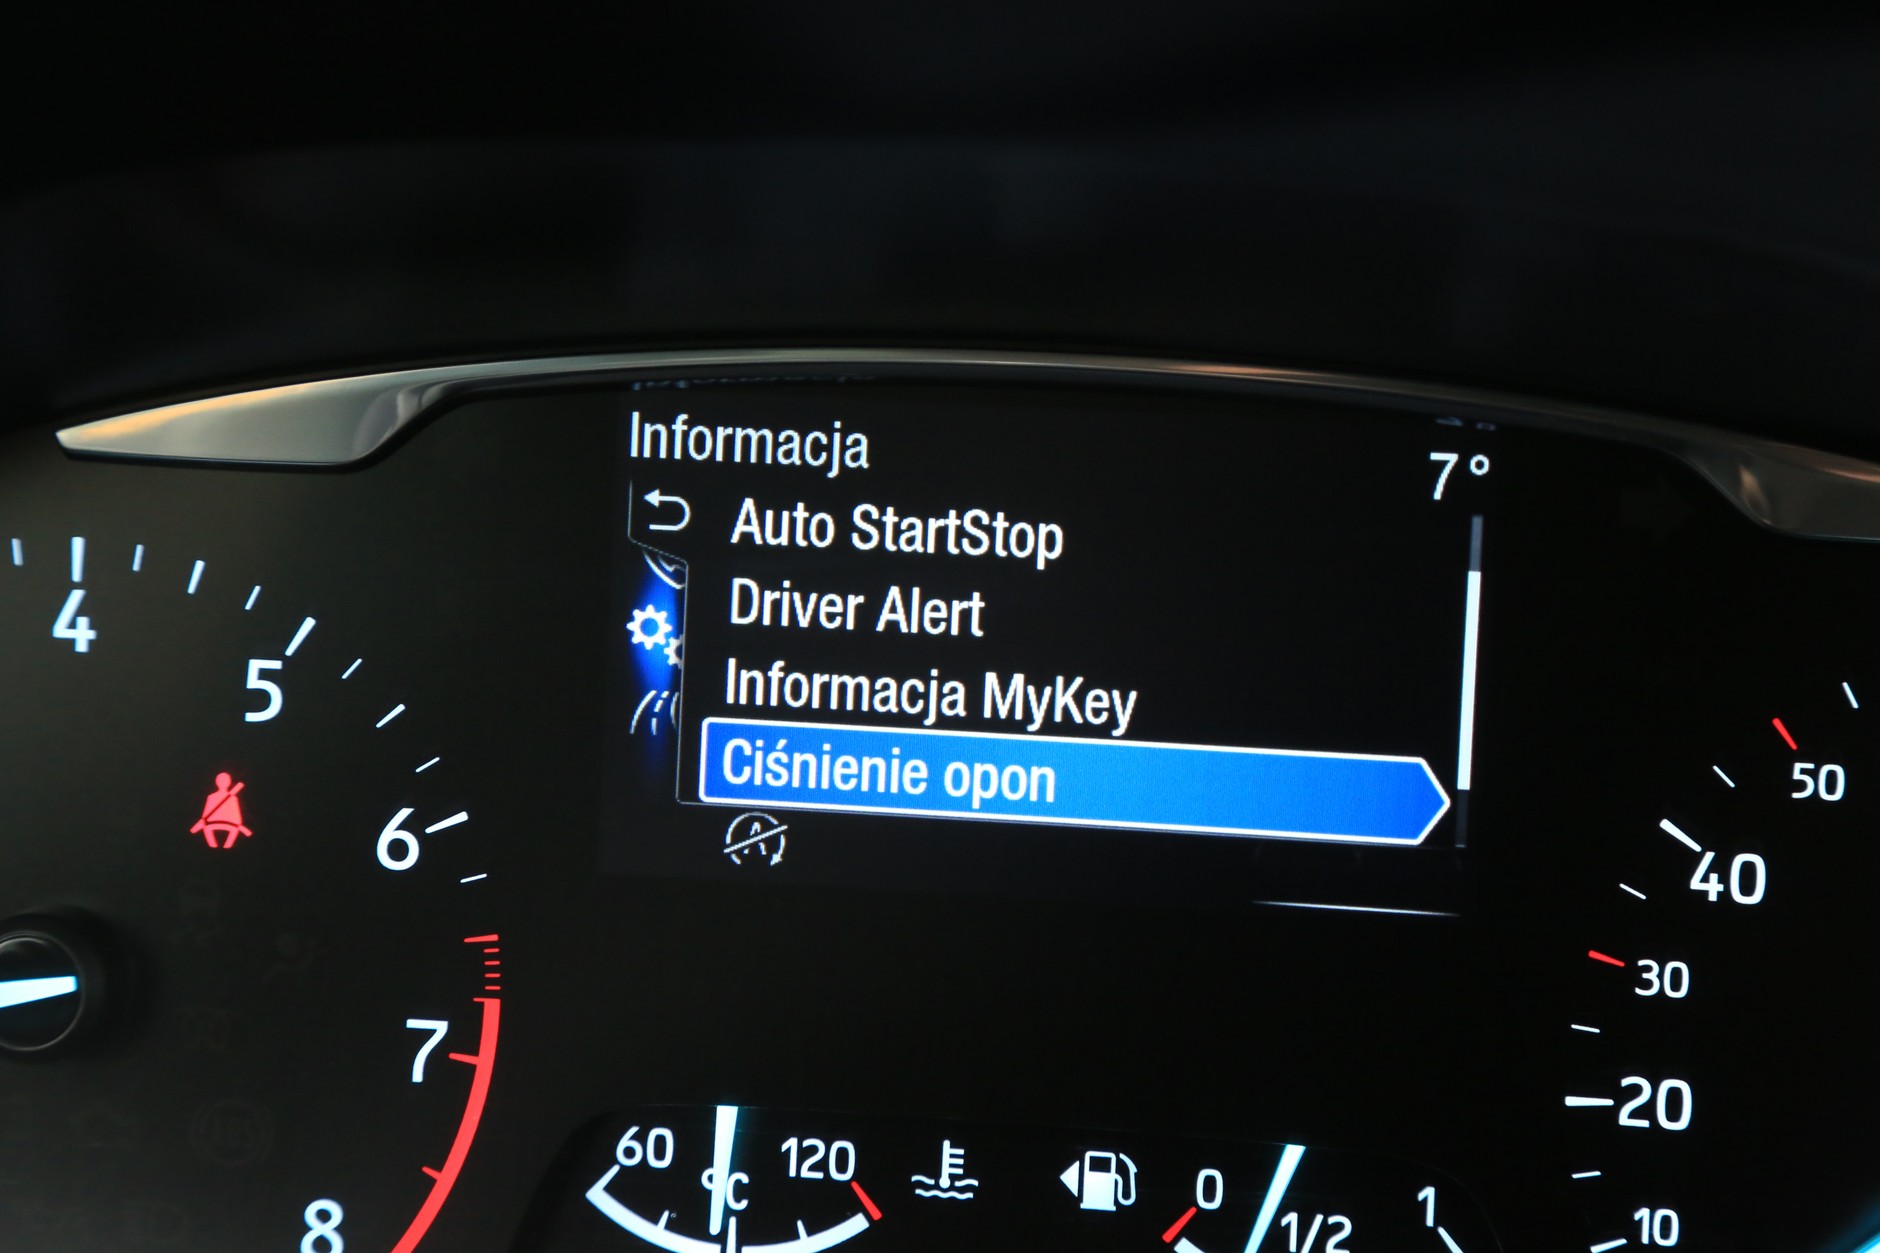 Informacja
7°
Auto StartStop
Driver Alert
Informacja MyKey
Ciśnienie opon
4
5
6
7
8
50
40
30
20
10
60
°C
120
0
1/2
1